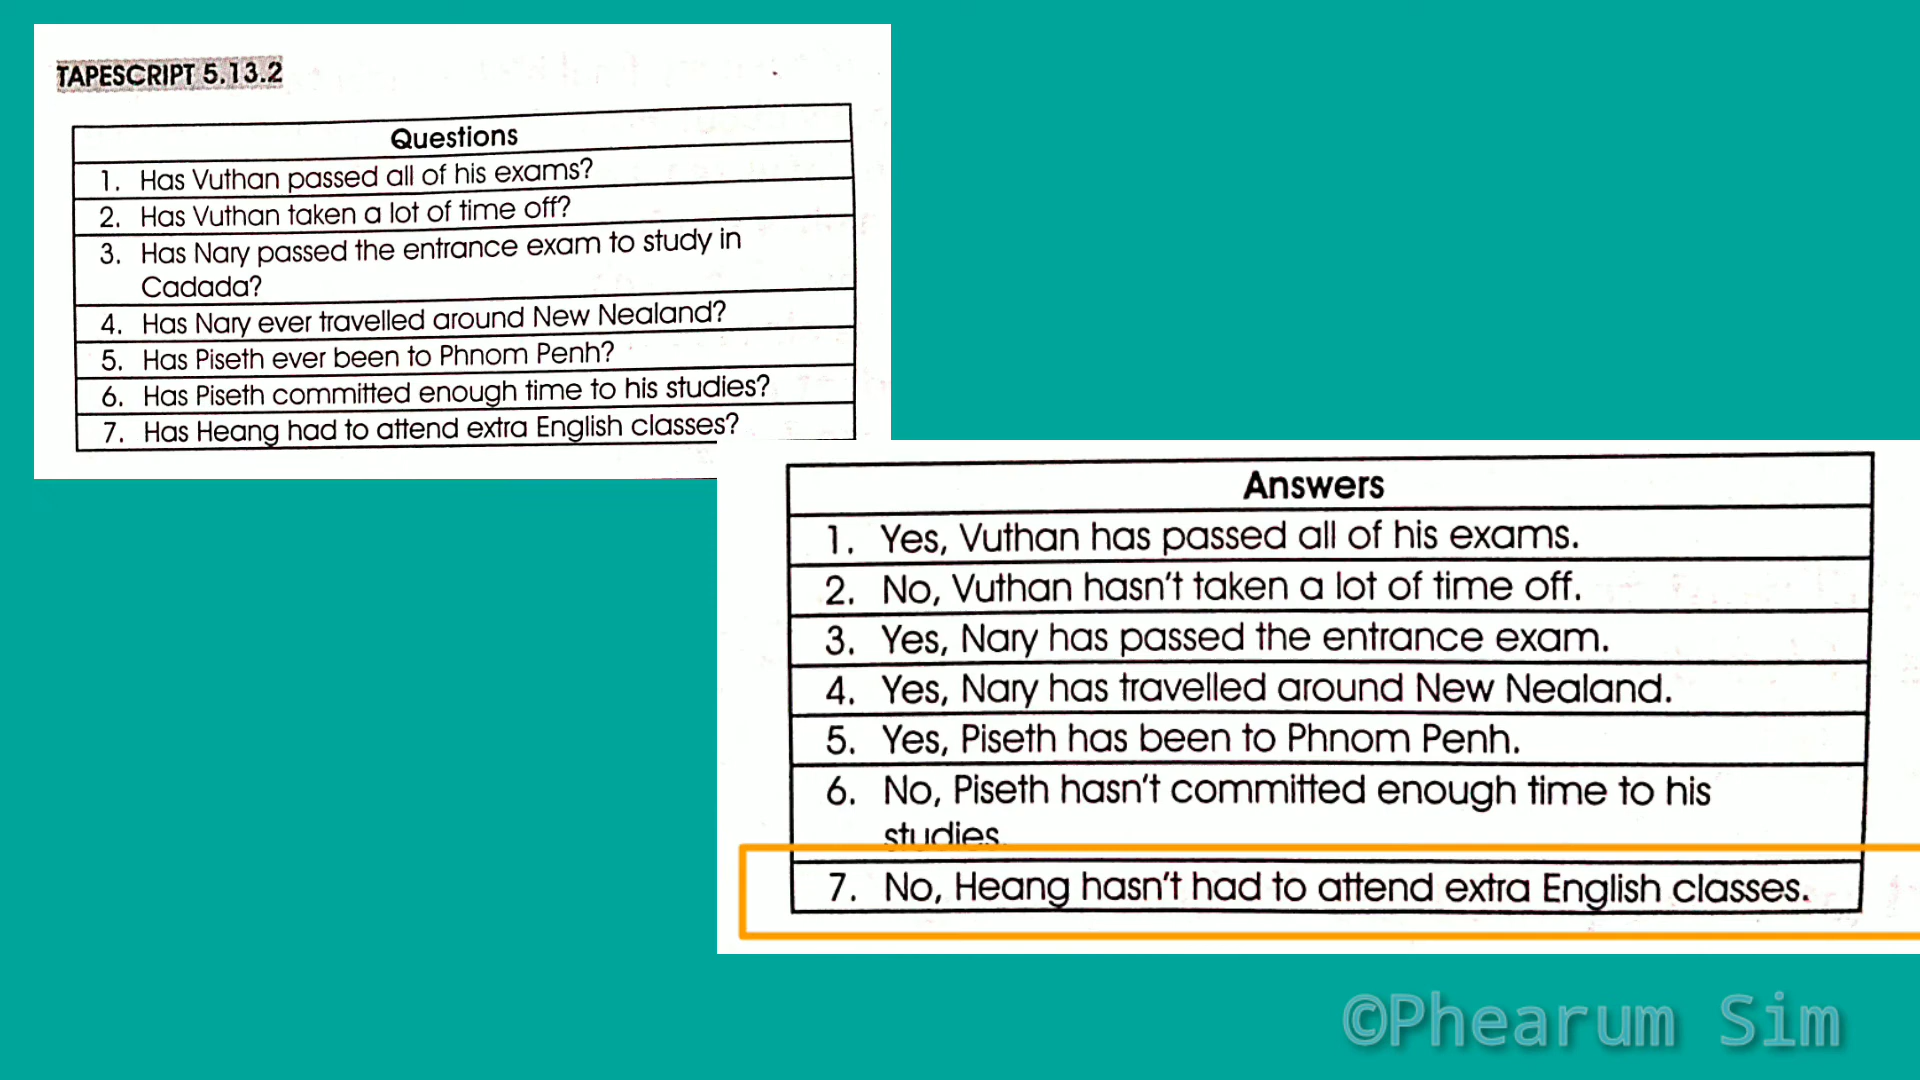 TAPESCRIPT 5.13.2
Questions
1. Has Vuthan passed all of his exams?
2. Has Vuthan taken a lot of time off?
3. Has Nary passed the entrance exam to study in
Cadada?
4. Has Nary ever travelled around New Nealand?
5. Has Piseth ever been to Phnom Penh?
6. Has Piseth committed enough time to his studies?
7. Has Heang had to attend extra English classes?
Answers
1. Yes, Vuthan has passed all of his exams.
2. No, Vuthan hasn't taken a lot of time off.
3. Yes, Nary has passed the entrance exam.
4. Yes, Nary has travelled around New Nealand.
5. Yes, Piseth has been to Phnom Penh.
6. No, Piseth hasn't committed enough time to his
studies.
7. No, Heang hasn't had to attend extra English classes.
©Phearum Sim